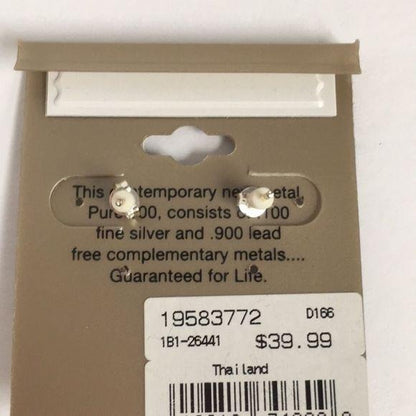 This contemporary new metal,
Pure 100, consists of .100
fine silver and .900 lead
free complementary metals....
Guaranteed for Life.
19583772 D166
1B1-26441 $39.99
Thailand